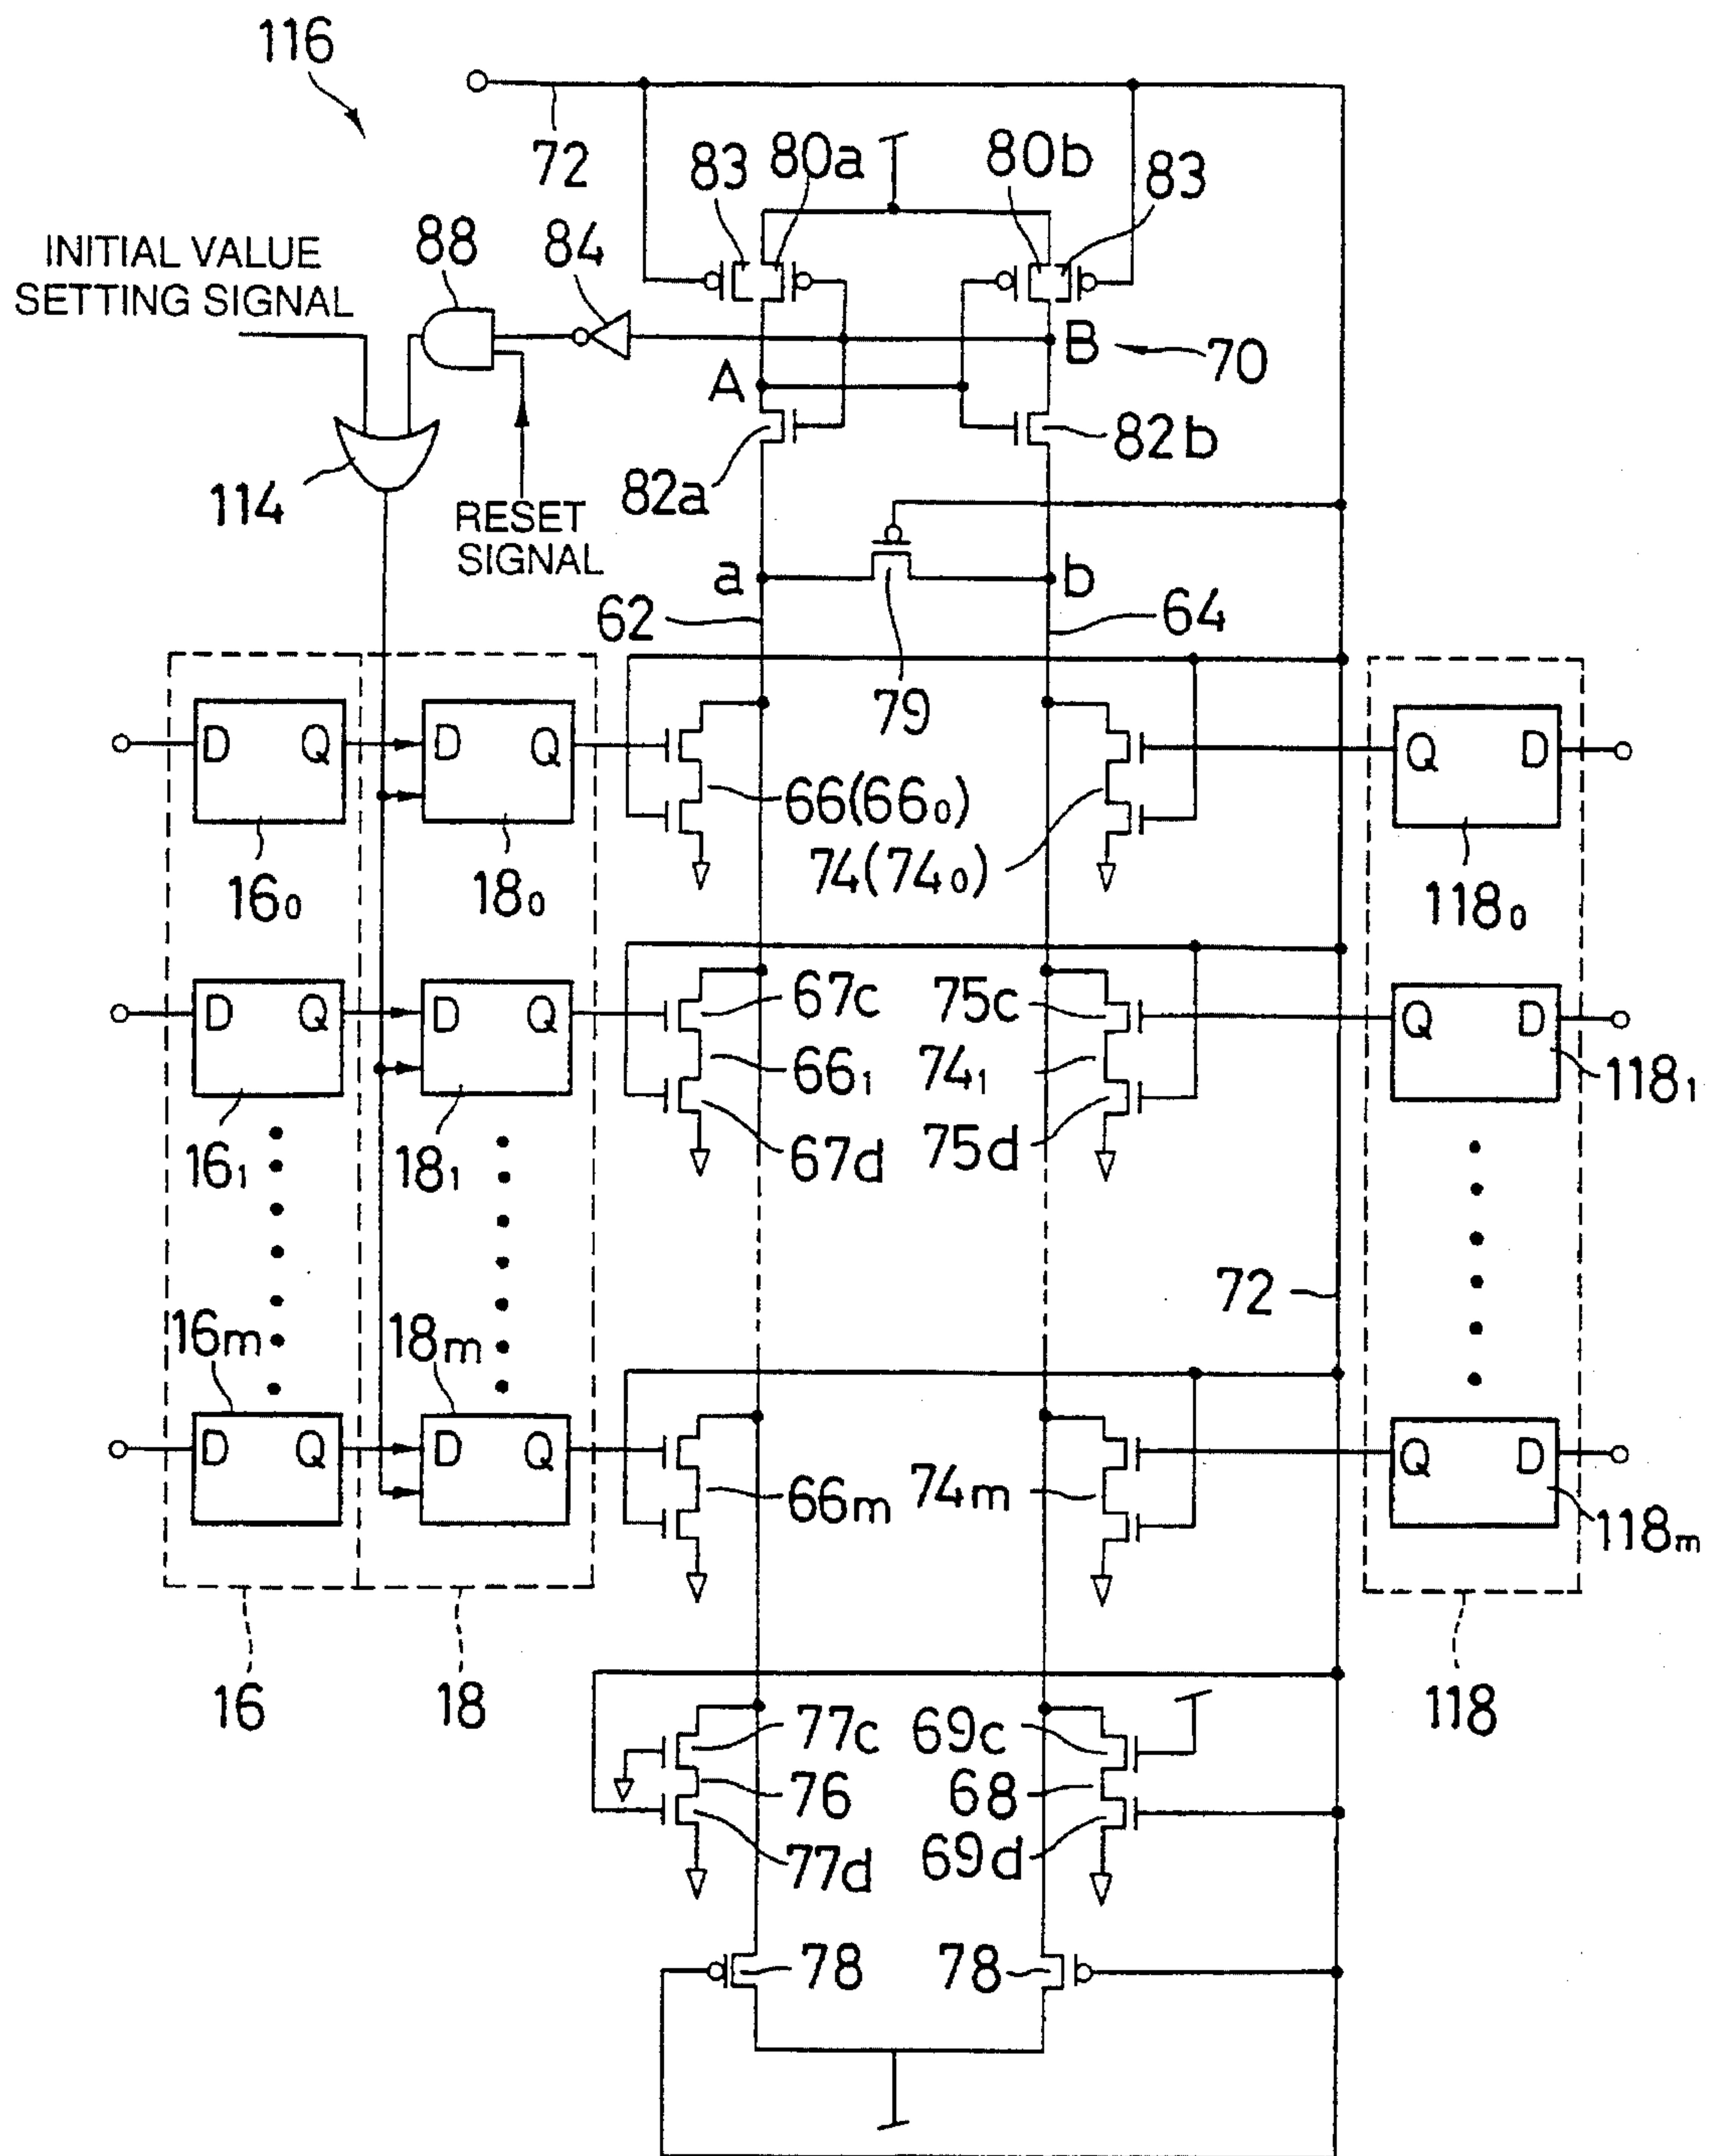 116
72
83
80a
80b
83
INITIAL VALUE
SETTING SIGNAL
88
84
B
70
A
82a
82b
114
RESET
SIGNAL
a
b
62
64
79
D Q
D Q
Q D
66(66₀)
74(74₀)
16₀
18₀
118₀
D Q
D Q
67c
75c
Q D
66₁
74₁
118₁
67d
75d
16₁
18₁
72
16m
18m
D Q
D Q
Q D
66m
74m
118m
16
18
118
77c
69c
76
68
77d
69d
78
78